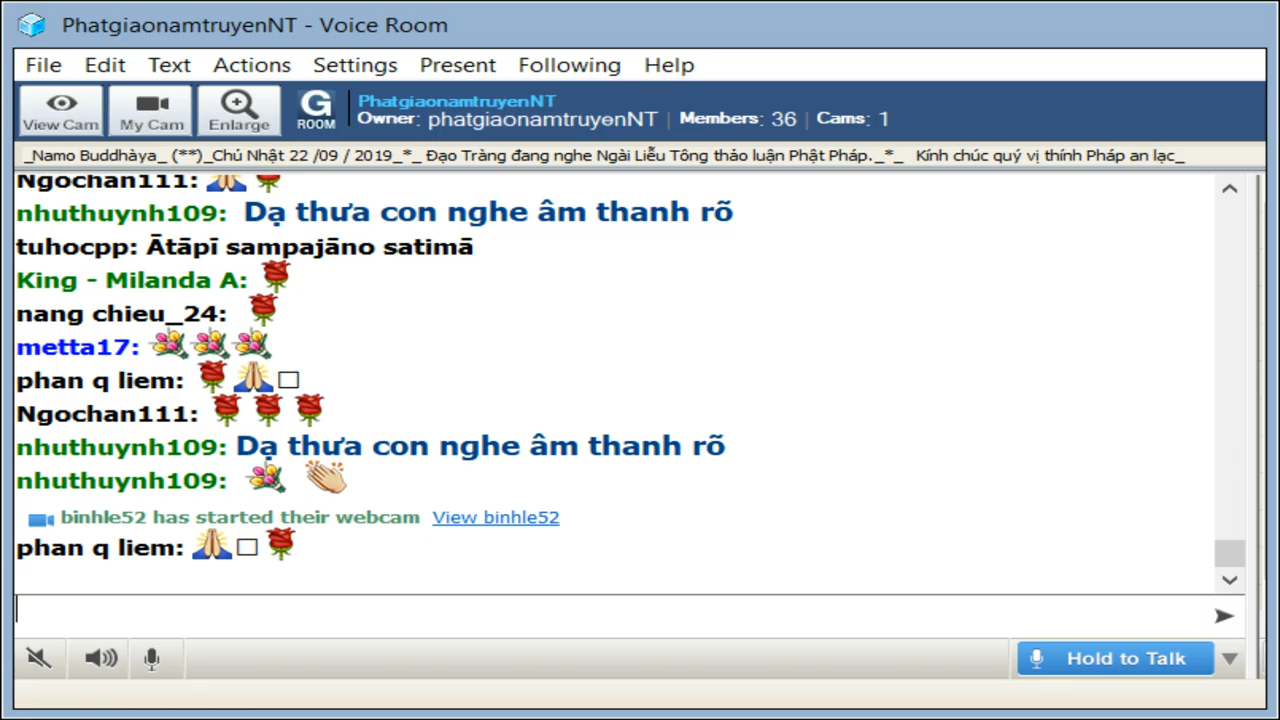 PhatgiaonamtruyenNT - Voice Room
File Edit Text Actions Settings Present Following Help
View Cam My Cam Enlarge G ROOM PhatgiaonamtruyenNT
Owner: phatgiaonamtruyenNT | Members: 36 | Cams: 1
_Namo Buddhàya_ (**)_Chủ Nhật 22 /09 / 2019_*_ Đạo Tràng đang nghe Ngài Liễu Tông thảo luận Phật Pháp._*_ Kính chúc quý vị thính Pháp an lạc_
Ngochan111: 🙏🌹
nhuthuynh109: Dạ thưa con nghe âm thanh rõ
tuhocpp: Ātāpī sampajāno satimā
King - Milanda A: 🌹
nang chieu_24: 🌹
metta17: 💐💐💐
phan q liem: 🌹🙏□
Ngochan111: 🌹🌹🌹
nhuthuynh109: Dạ thưa con nghe âm thanh rõ
nhuthuynh109: 💐 👏
binhle52 has started their webcam View binhle52
phan q liem: 🙏□🌹
Hold to Talk